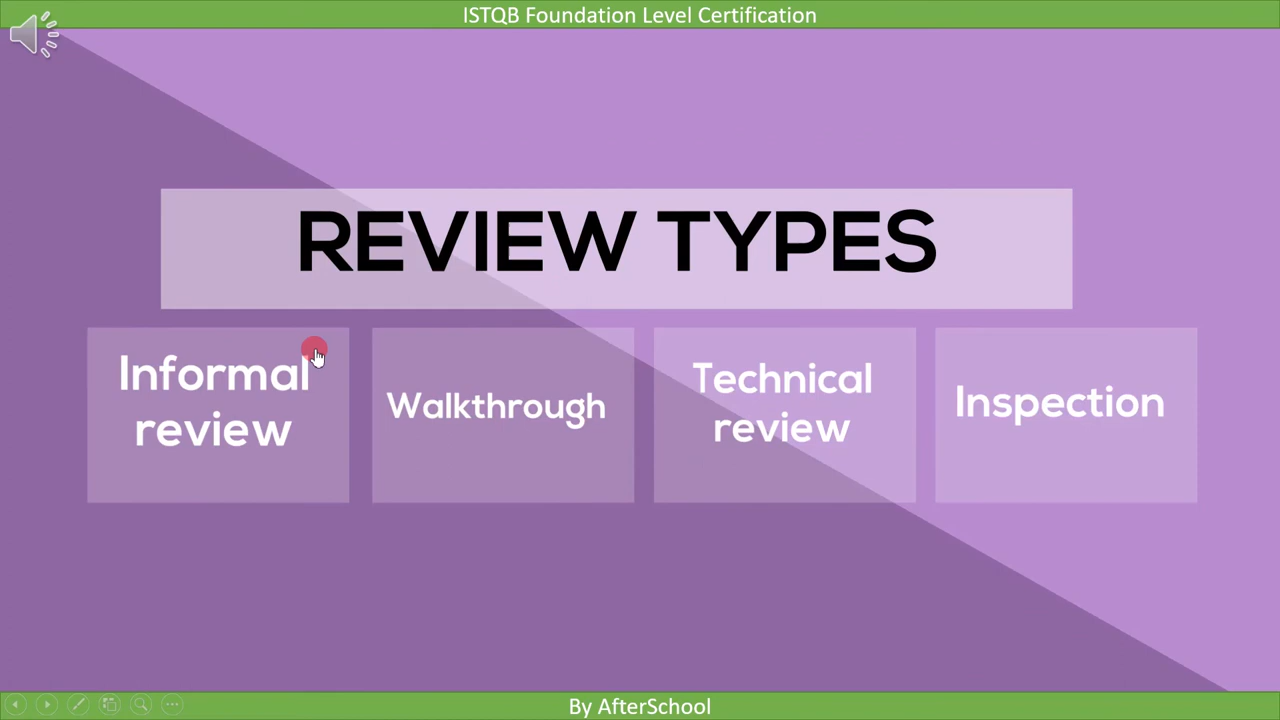 ISTQB Foundation Level Certification
REVIEW TYPES
Informal
review
Walkthrough
Technical
review
Inspection
By AfterSchool